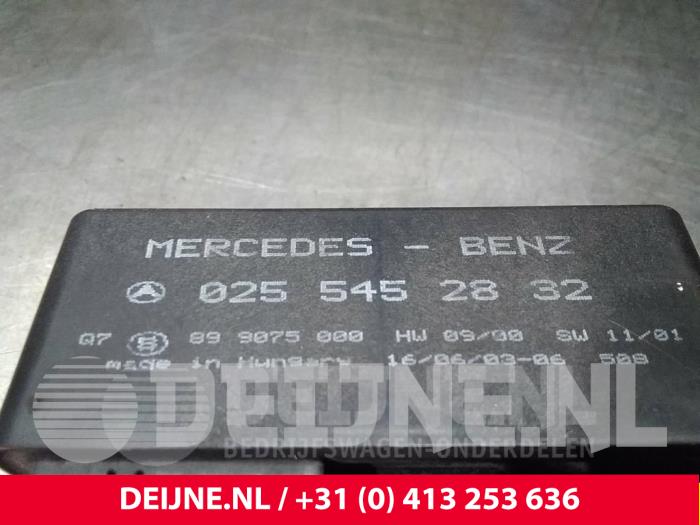 MERCEDES - BENZ
025 545 28 32
Q7 89 9075 000 HW 09/00 SW 11/01
made in Hungary 16/06/03-06 508
DEIJNE.NL
BEDRIJFSWAGEN-ONDERDELEN
DEIJNE.NL / +31 (0) 413 253 636